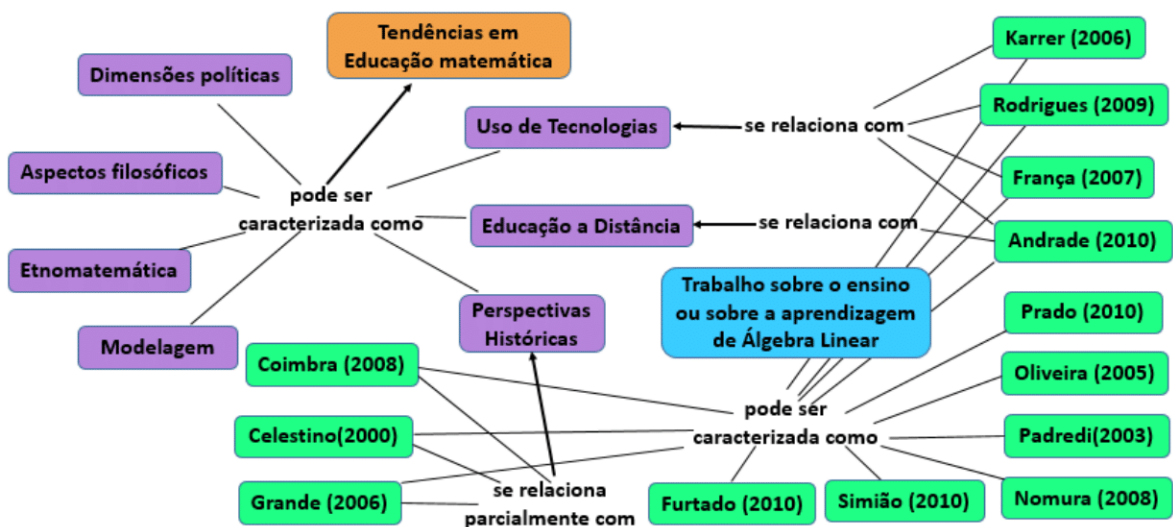 Tendências em
Educação matemática
Karrer (2006)
Dimensões políticas
Rodrigues (2009)
Uso de Tecnologias
se relaciona com
Aspectos filosóficos
França (2007)
pode ser
caracterizada como
Educação a Distância
se relaciona com
Andrade (2010)
Etnomatemática
Trabalho sobre o ensino
ou sobre a aprendizagem
de Álgebra Linear
Perspectivas
Históricas
Prado (2010)
Modelagem
Coimbra (2008)
Oliveira (2005)
pode ser
caracterizada como
Celestino(2000)
Padredi(2003)
Grande (2006)
se relaciona
parcialmente com
Furtado (2010)
Simião (2010)
Nomura (2008)